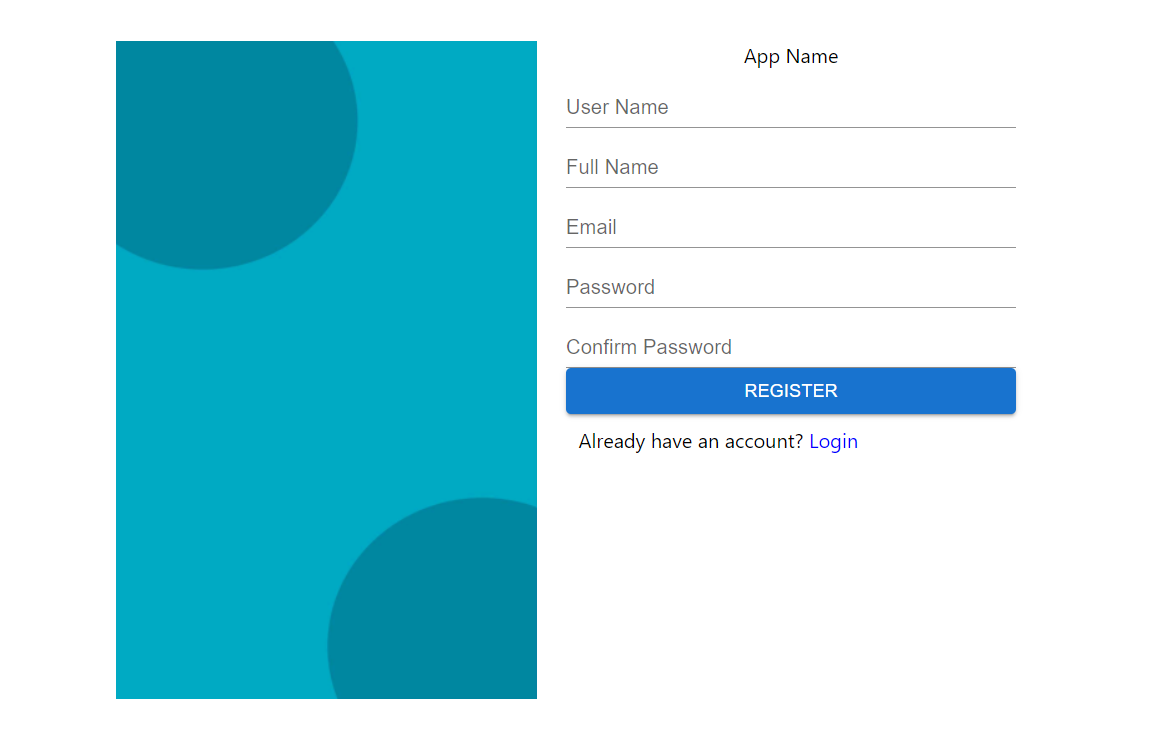 App Name
User Name
Full Name
Email
Password
Confirm Password
REGISTER
Already have an account? Login